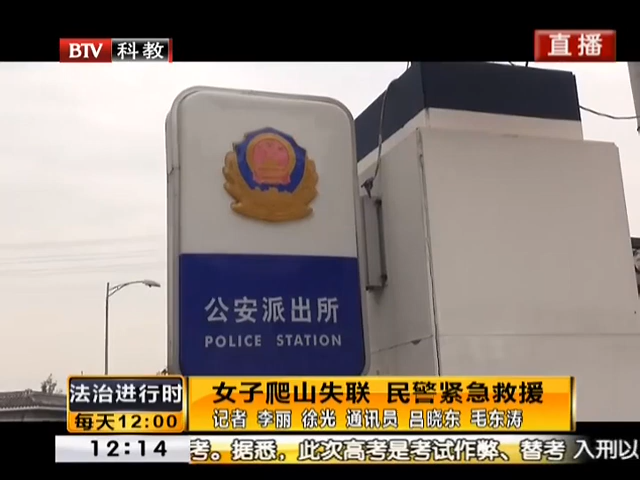 BTV 科教
直播
公安派出所
POLICE STATION
法治进行时
每天12:00
女子爬山失联 民警紧急救援
记者 李丽 徐光 通讯员 吕晓东 毛东涛
12:14
考。据悉，此次高考是考试作弊、替考 入刑以